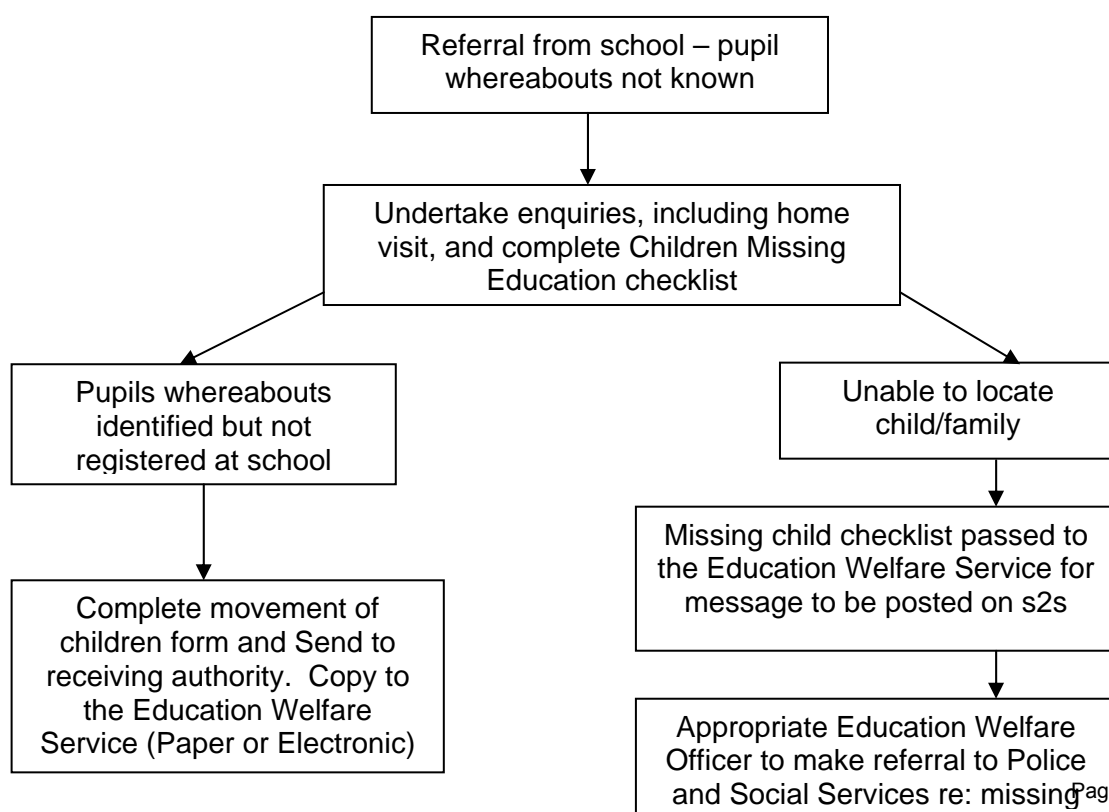 Referral from school – pupil
whereabouts not known
Undertake enquiries, including home
visit, and complete Children Missing
Education checklist
Pupils whereabouts
identified but not
registered at school
Unable to locate
child/family
Complete movement of
children form and Send to
receiving authority.  Copy to
the Education Welfare
Service (Paper or Electronic)
Missing child checklist passed to
the Education Welfare Service for
message to be posted on s2s
Appropriate Education Welfare
Officer to make referral to Police
and Social Services re: missing
Pag